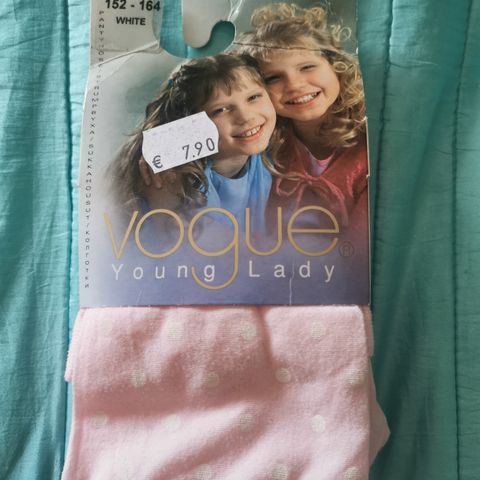 152 - 164
WHITE
€ 7.90
vogue®
Young Lady